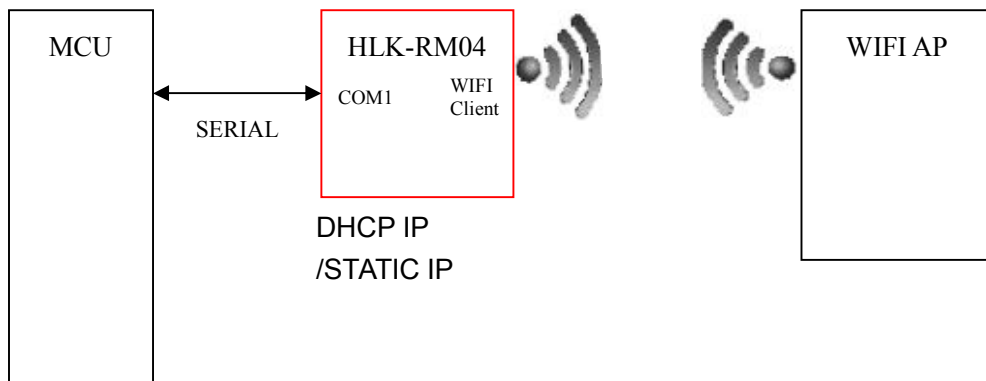 MCU
HLK-RM04
WIFI AP
COM1
WIFI
Client
SERIAL
DHCP IP
/STATIC IP